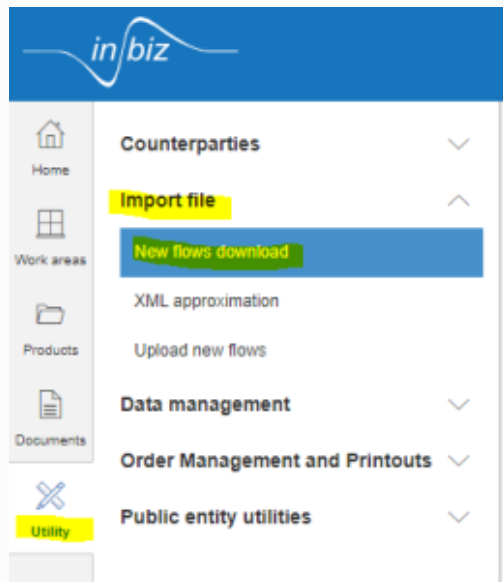 in/biz
Home
Work areas
Products
Documents
Utility
Counterparties
Import file
New flows download
XML approximation
Upload new flows
Data management
Order Management and Printouts
Public entity utilities